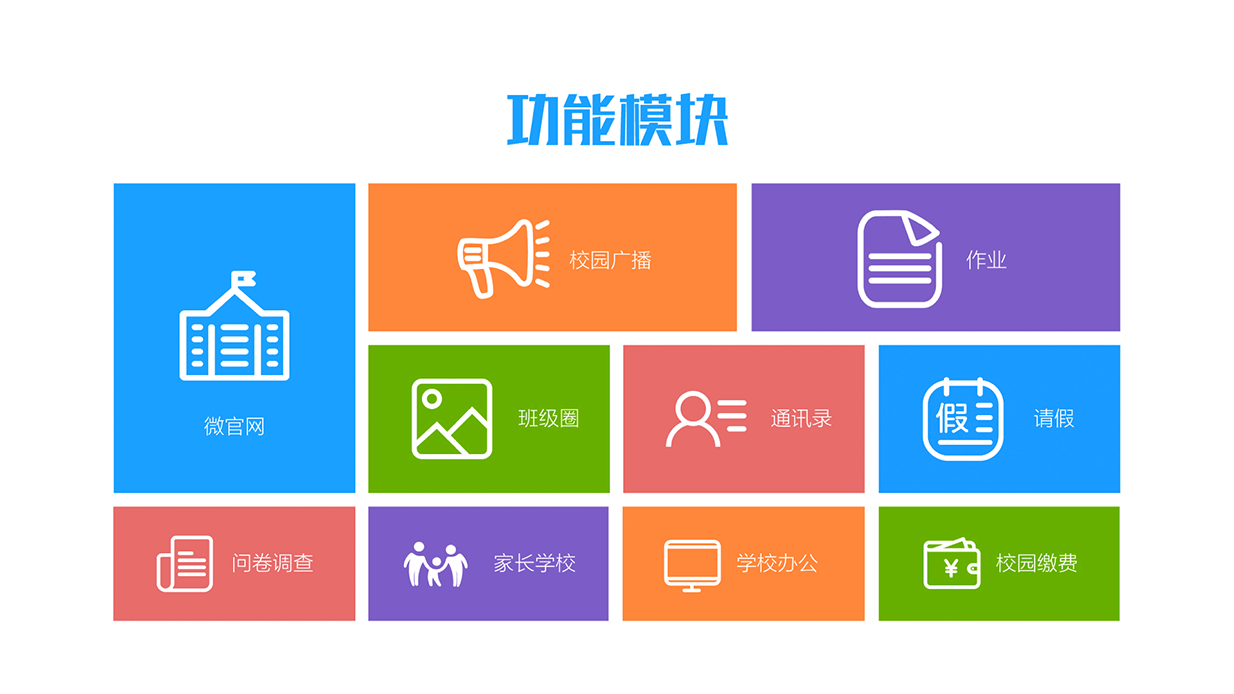 功能模块
微官网
校园广播
作业
班级圈
通讯录
假
请假
问卷调查
家长学校
学校办公
¥
校园缴费